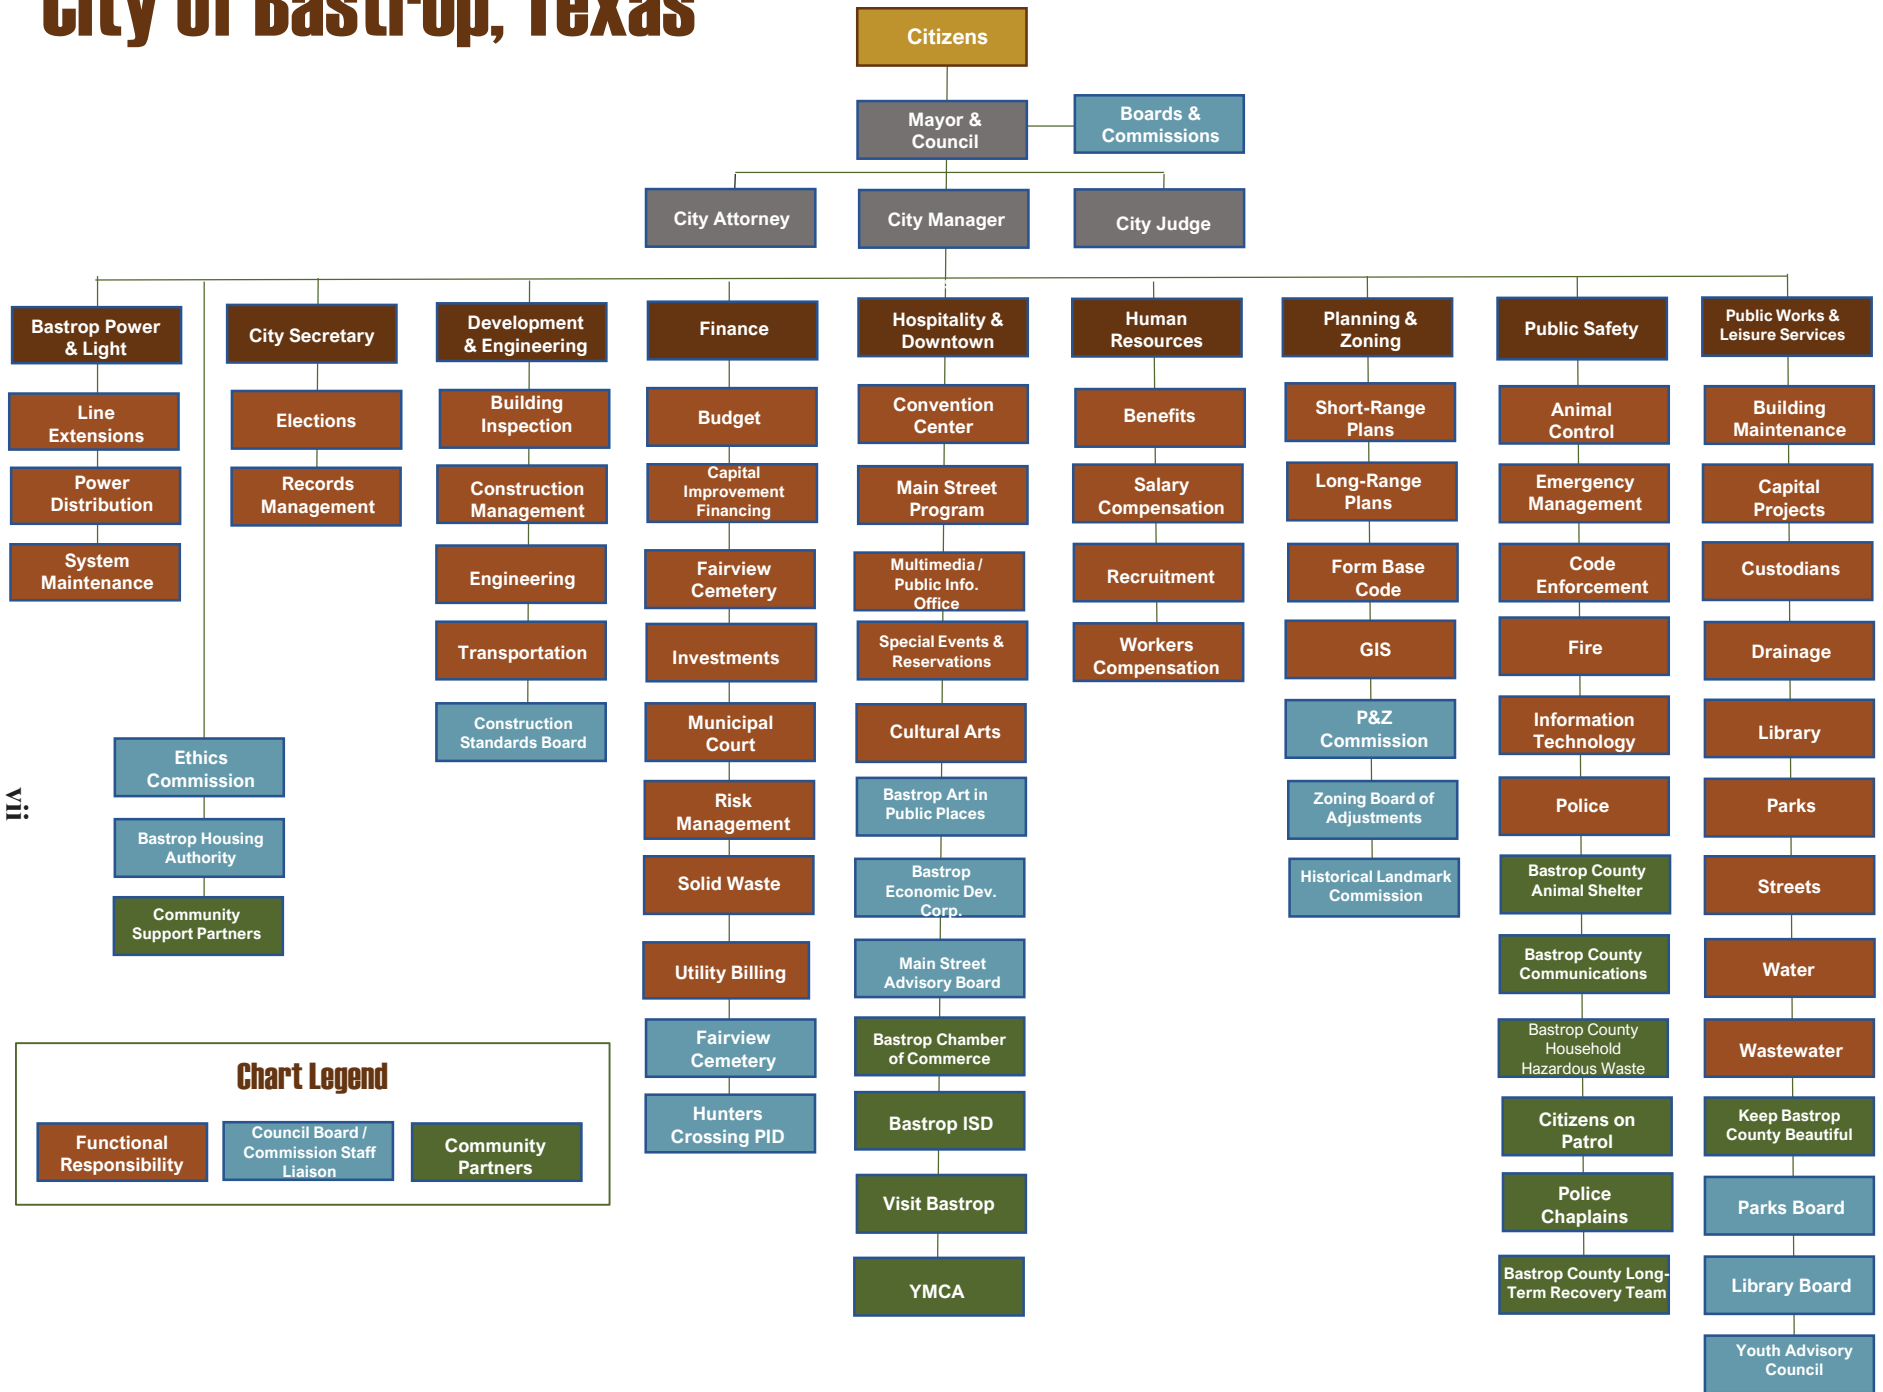 City of Bastrop, Texas
Citizens
Mayor &
Council
Boards &
Commissions
City Attorney
City Manager
City Judge
Bastrop Power
& Light
Line
Extensions
Power
Distribution
System
Maintenance
Ethics
Commission
Bastrop Housing
Authority
Community
Support Partners
City Secretary
Elections
Records
Management
Development
& Engineering
Building
Inspection
Construction
Management
Engineering
Transportation
Construction
Standards Board
Finance
Budget
Capital
Improvement
Financing
Fairview
Cemetery
Investments
Municipal
Court
Risk
Management
Solid Waste
Utility Billing
Fairview
Cemetery
Hunters
Crossing PID
Hospitality &
Downtown
Convention
Center
Main Street
Program
Multimedia /
Public Info.
Office
Special Events &
Reservations
Cultural Arts
Bastrop Art in
Public Places
Bastrop
Economic Dev.
Corp.
Main Street
Advisory Board
Bastrop Chamber
of Commerce
Bastrop ISD
Visit Bastrop
YMCA
Human
Resources
Benefits
Salary
Compensation
Recruitment
Workers
Compensation
Planning &
Zoning
Short-Range
Plans
Long-Range
Plans
Form Base
Code
GIS
P&Z
Commission
Zoning Board of
Adjustments
Historical Landmark
Commission
Public Safety
Animal
Control
Emergency
Management
Code
Enforcement
Fire
Information
Technology
Police
Bastrop County
Animal Shelter
Bastrop County
Communications
Bastrop County
Household
Hazardous Waste
Citizens on
Patrol
Police
Chaplains
Bastrop County Long-
Term Recovery Team
Public Works &
Leisure Services
Building
Maintenance
Capital
Projects
Custodians
Drainage
Library
Parks
Streets
Water
Wastewater
Keep Bastrop
County Beautiful
Parks Board
Library Board
Youth Advisory
Council
vii
Chart Legend
Functional
Responsibility
Council Board /
Commission Staff
Liaison
Community
Partners